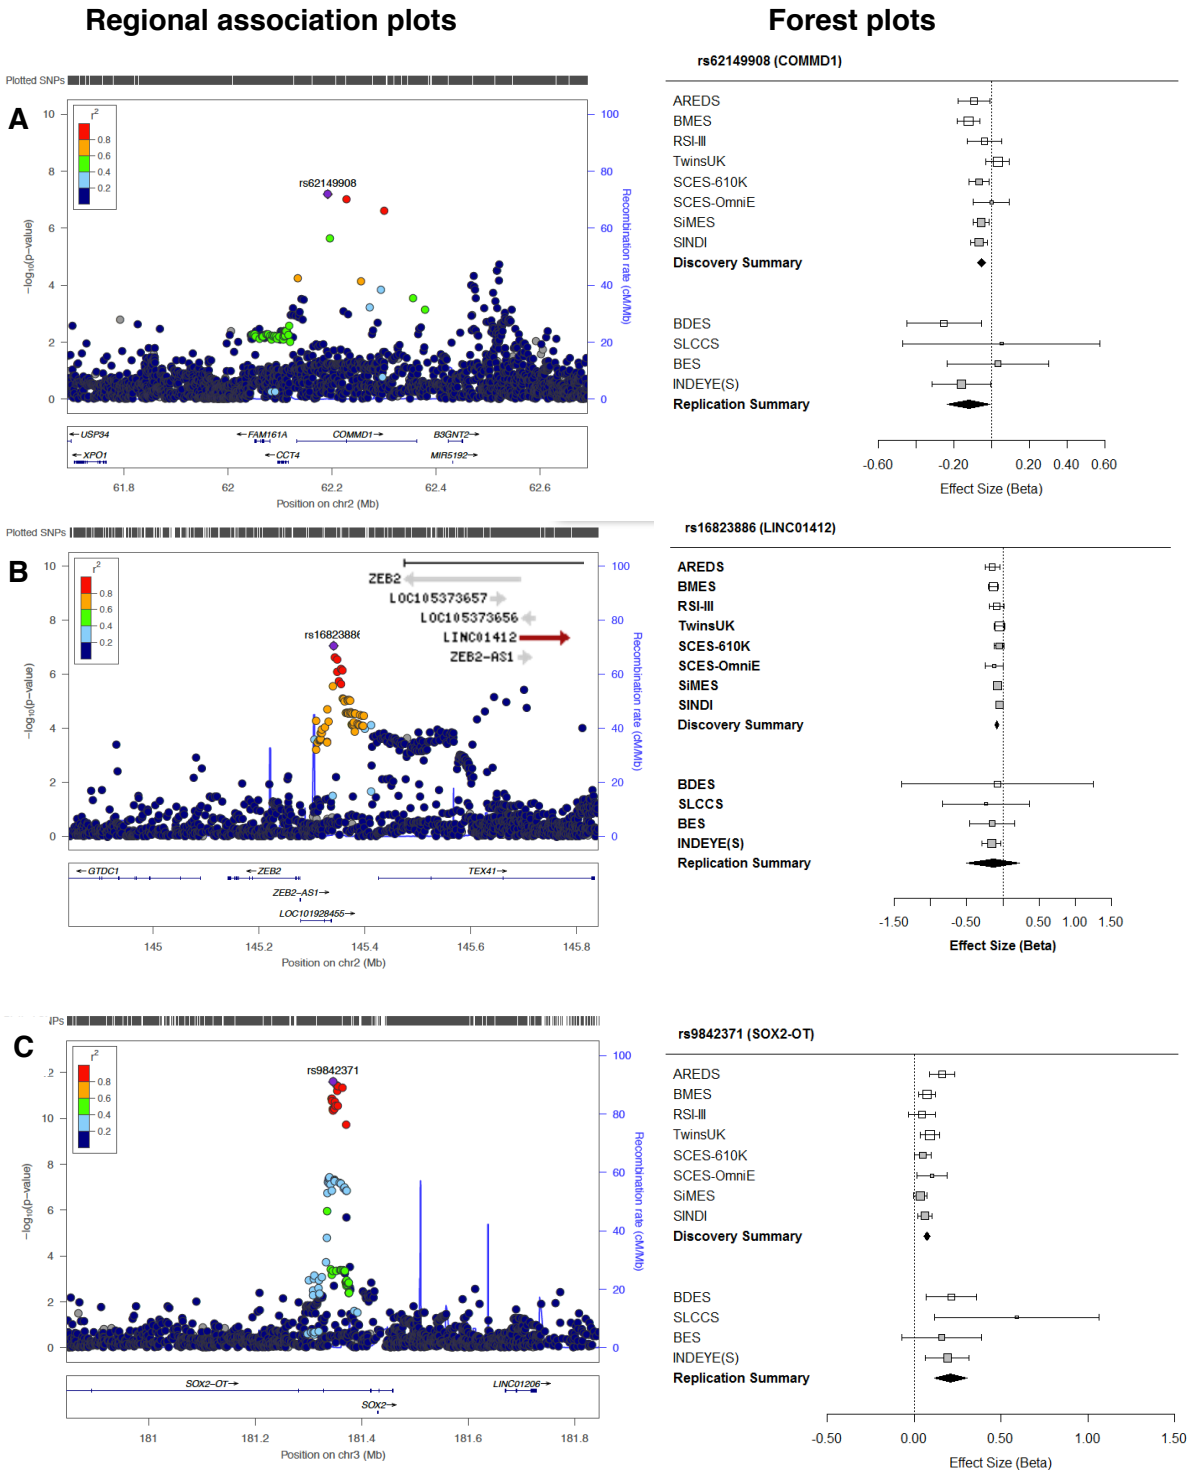 Regional association plots
Forest plots
A
Plotted SNPs
rs62149908
r²
0.8
0.6
0.4
0.2
10
8
6
4
2
0
100
80
60
40
20
0
−log₁₀(p−value)
Recombination rate (cM/Mb)
←USP34
←FAM161A
COMMD1→
B3GNT2→
←XPO1
←CCT4
MIR5192→
61.8
62
62.2
62.4
62.6
Position on chr2 (Mb)
rs62149908 (COMMD1)
AREDS
BMES
RSI-III
TwinsUK
SCES-610K
SCES-OmniE
SiMES
SINDI
Discovery Summary
BDES
SLCCS
BES
INDEYE(S)
Replication Summary
-0.60
-0.20
0.20
0.40
0.60
Effect Size (Beta)
B
Plotted SNPs
rs16823886
r²
0.8
0.6
0.4
0.2
10
8
6
4
2
0
100
80
60
40
20
0
−log₁₀(p−value)
Recombination rate (cM/Mb)
ZEB2
LOC105373657
LOC105373656
LINC01412
ZEB2-AS1
←GTDC1
←ZEB2
TEX41→
ZEB2−AS1→
LOC101928455→
145
145.2
145.4
145.6
145.8
Position on chr2 (Mb)
rs16823886 (LINC01412)
AREDS
BMES
RSI-III
TwinsUK
SCES-610K
SCES-OmniE
SiMES
SINDI
Discovery Summary
BDES
SLCCS
BES
INDEYE(S)
Replication Summary
-1.50
-0.50
0.50
1.00
1.50
Effect Size (Beta)
C
Ps
rs9842371
r²
0.8
0.6
0.4
0.2
.2
10
8
6
4
2
0
100
80
60
40
20
0
−log₁₀(p−value)
Recombination rate (cM/Mb)
SOX2−OT→
LINC01206→
SOX2→
181
181.2
181.4
181.6
181.8
Position on chr3 (Mb)
rs9842371 (SOX2-OT)
AREDS
BMES
RSI-III
TwinsUK
SCES-610K
SCES-OmniE
SiMES
SINDI
Discovery Summary
BDES
SLCCS
BES
INDEYE(S)
Replication Summary
-0.50
0.00
0.50
1.00
1.50
Effect Size (Beta)